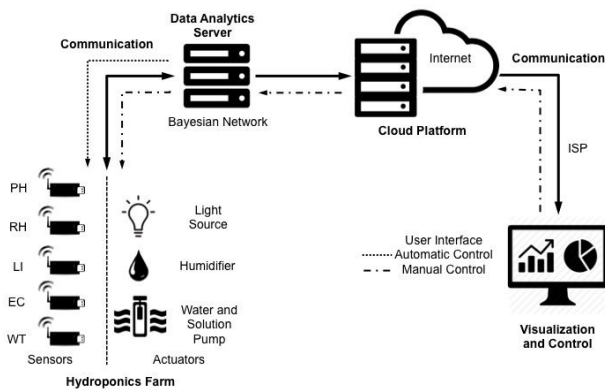 Data Analytics
Server
Communication
Internet
Communication
Bayesian Network
Cloud Platform
ISP
PH
RH
LI
EC
WT
Light
Source
Humidifier
Water and
Solution
Pump
Sensors
Actuators
Hydroponics Farm
User Interface
Automatic Control
Manual Control
Visualization
and Control